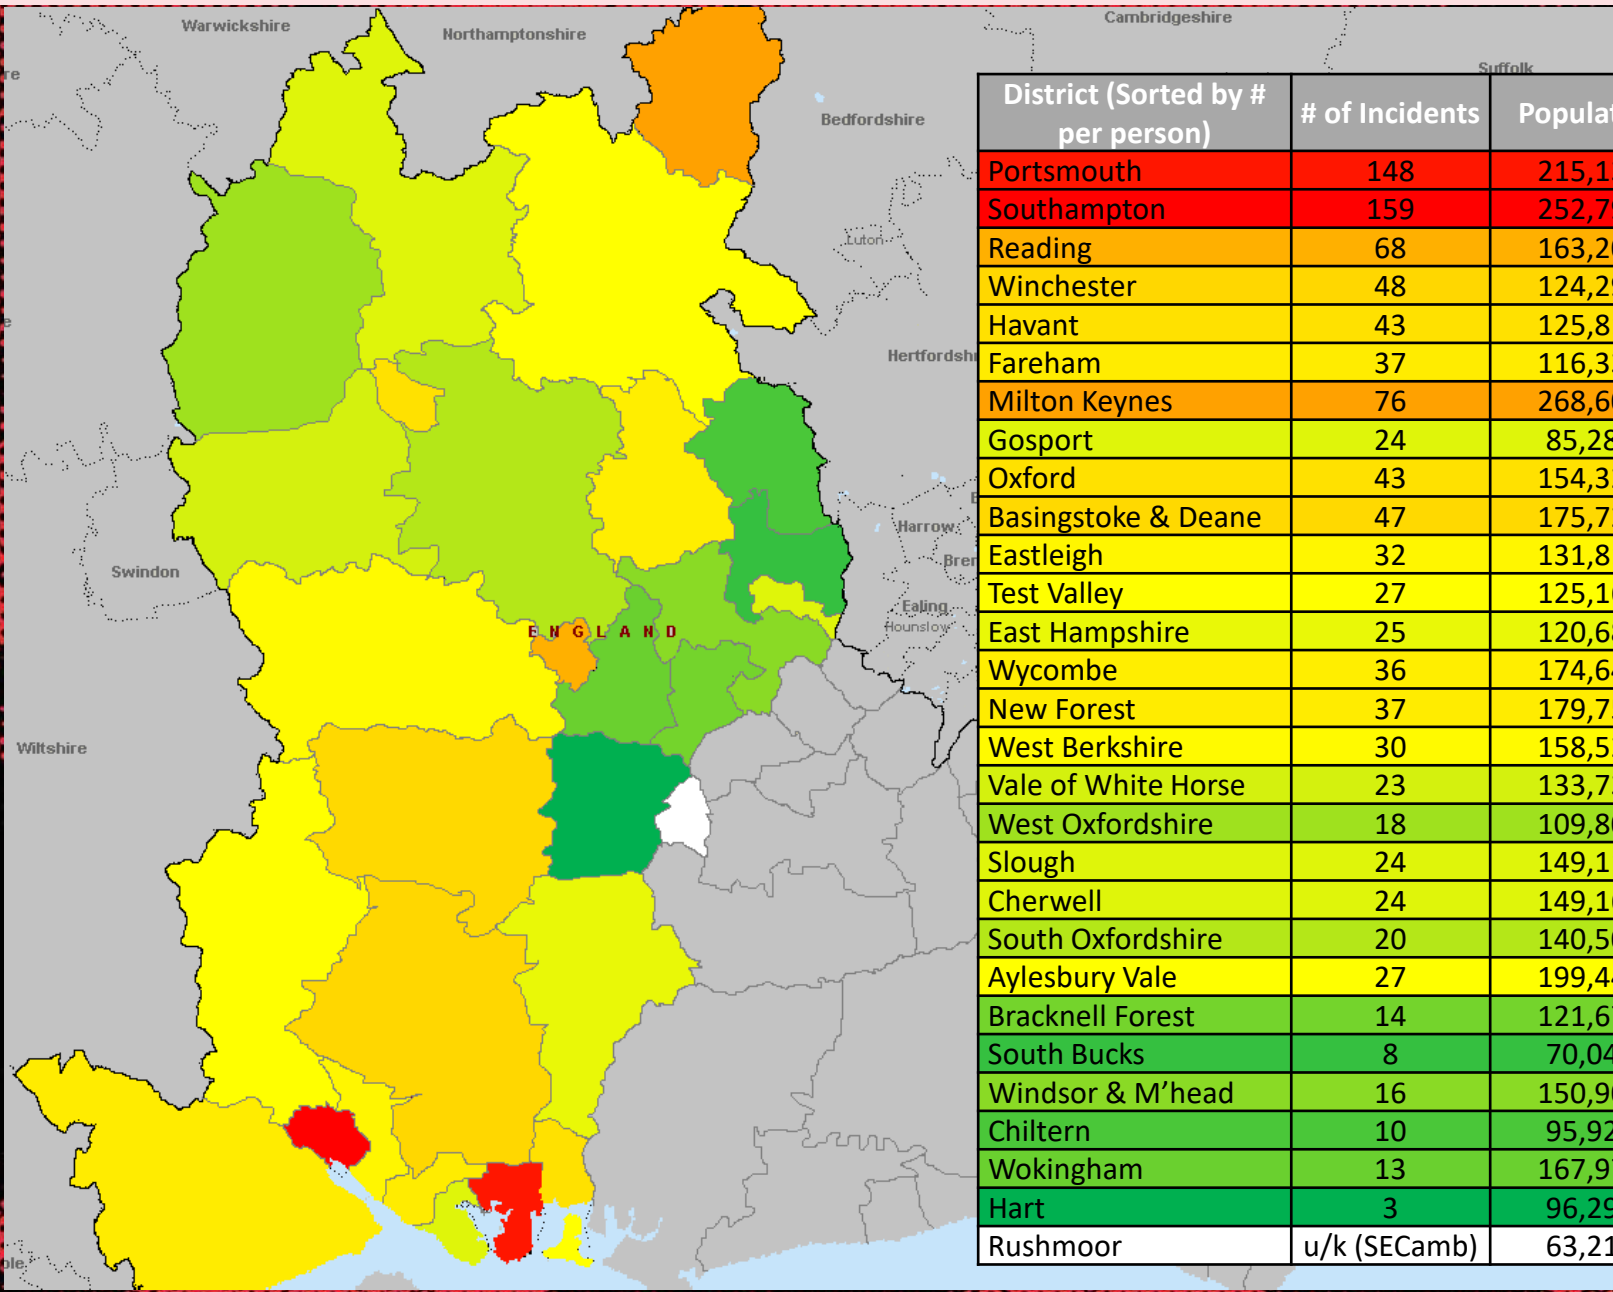 Warwickshire
Northamptonshire
Cambridgeshire
re
Suffolk
Bedfordshire
Luton
e
Hertfordshi
Harrow
Bren
Swindon
Ealing
Hounslow
E N G L A N D
Wiltshire
ole
District (Sorted by # per person) # of Incidents Populat
Portsmouth 148 215,1
Southampton 159 252,7
Reading 68 163,2
Winchester 48 124,2
Havant 43 125,8
Fareham 37 116,3
Milton Keynes 76 268,6
Gosport 24 85,28
Oxford 43 154,3
Basingstoke & Deane 47 175,7
Eastleigh 32 131,8
Test Valley 27 125,1
East Hampshire 25 120,6
Wycombe 36 174,6
New Forest 37 179,7
West Berkshire 30 158,5
Vale of White Horse 23 133,7
West Oxfordshire 18 109,8
Slough 24 149,1
Cherwell 24 149,1
South Oxfordshire 20 140,5
Aylesbury Vale 27 199,4
Bracknell Forest 14 121,6
South Bucks 8 70,04
Windsor & M’head 16 150,9
Chiltern 10 95,92
Wokingham 13 167,9
Hart 3 96,29
Rushmoor u/k (SECamb) 63,21